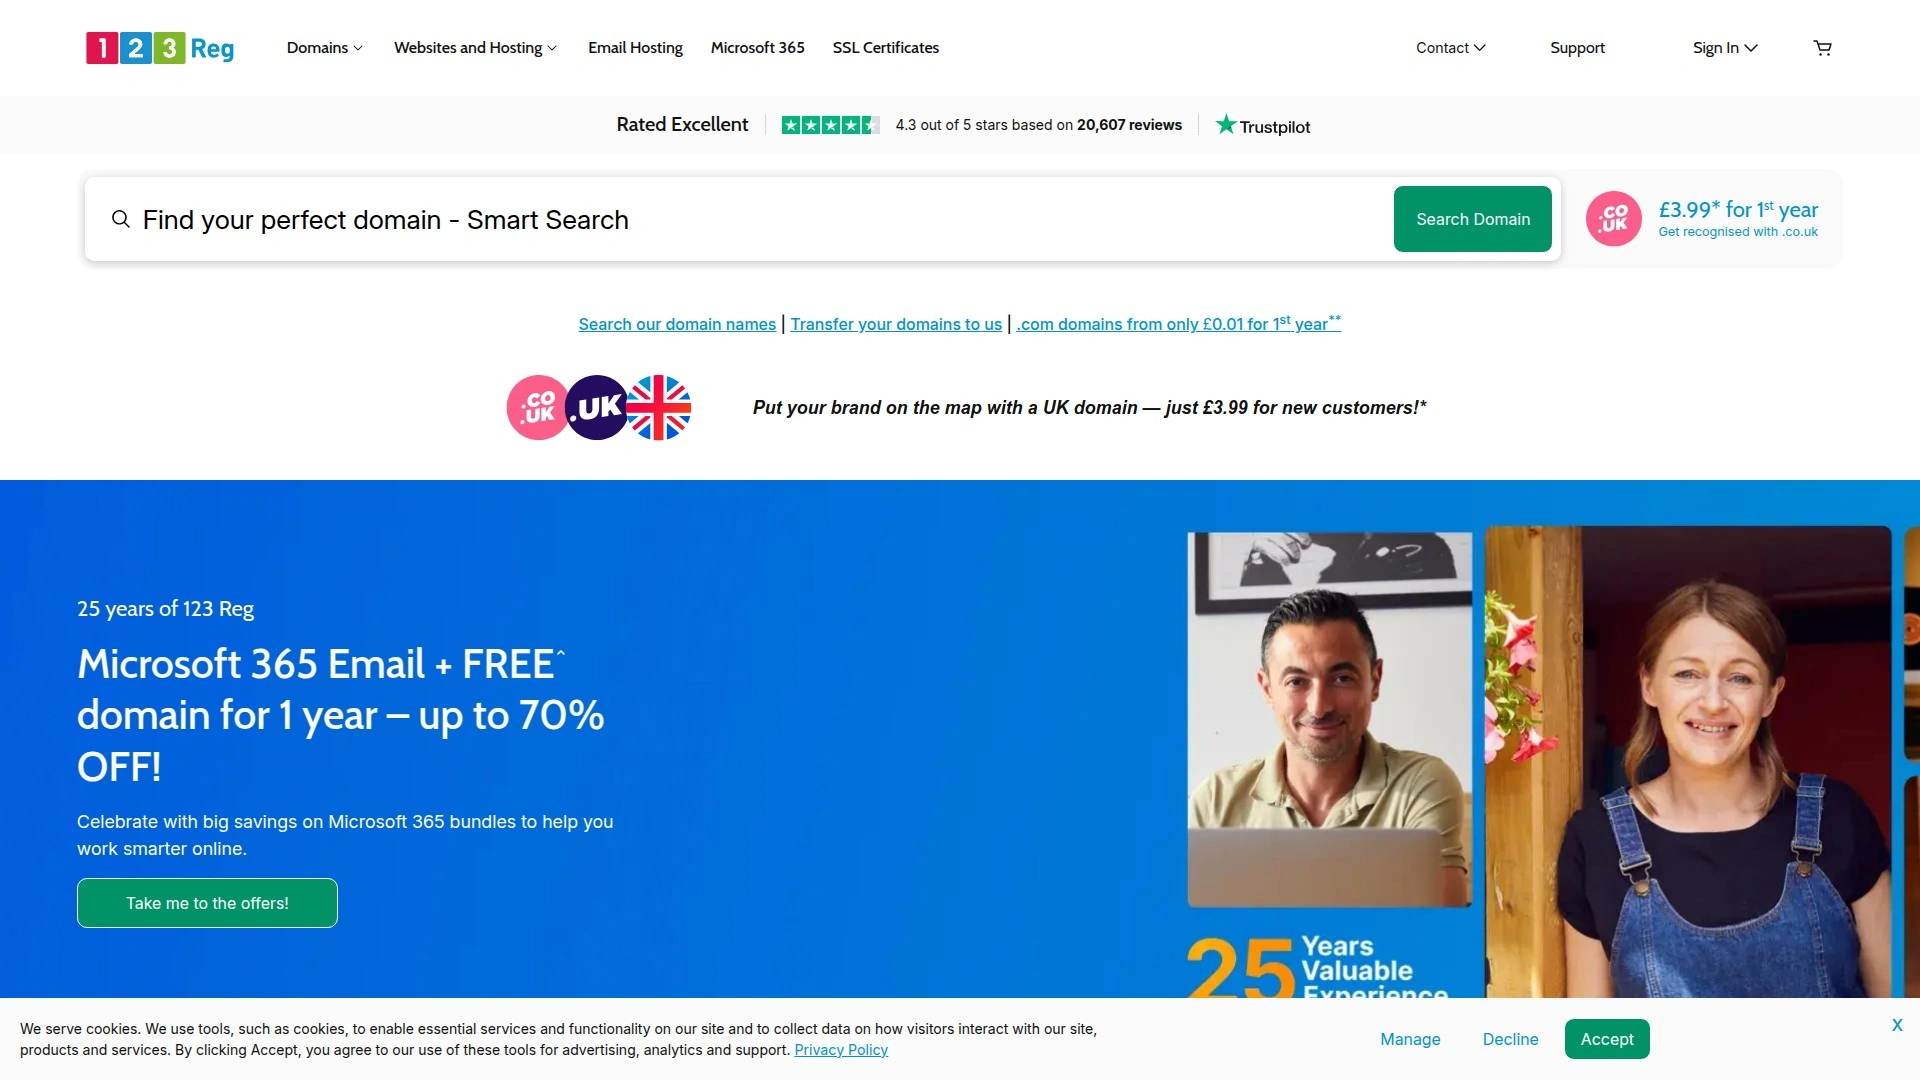 1 2 3 Reg
Domains
Websites and Hosting
Email Hosting
Microsoft 365
SSL Certificates
Contact
Support
Sign In
Rated Excellent
4.3 out of 5 stars based on 20,607 reviews
Trustpilot
Find your perfect domain - Smart Search
Search Domain
.CO
.UK
£3.99* for 1st year
Get recognised with .co.uk
Search our domain names | Transfer your domains to us | .com domains from only £0.01 for 1st year**
.CO
.UK
.UK
Put your brand on the map with a UK domain — just £3.99 for new customers!*
25 years of 123 Reg
Microsoft 365 Email + FREE^
domain for 1 year – up to 70%
OFF!
Celebrate with big savings on Microsoft 365 bundles to help you
work smarter online.
Take me to the offers!
25 Years
Valuable
Experience
We serve cookies. We use tools, such as cookies, to enable essential services and functionality on our site and to collect data on how visitors interact with our site,
products and services. By clicking Accept, you agree to our use of these tools for advertising, analytics and support. Privacy Policy
Manage
Decline
Accept
X